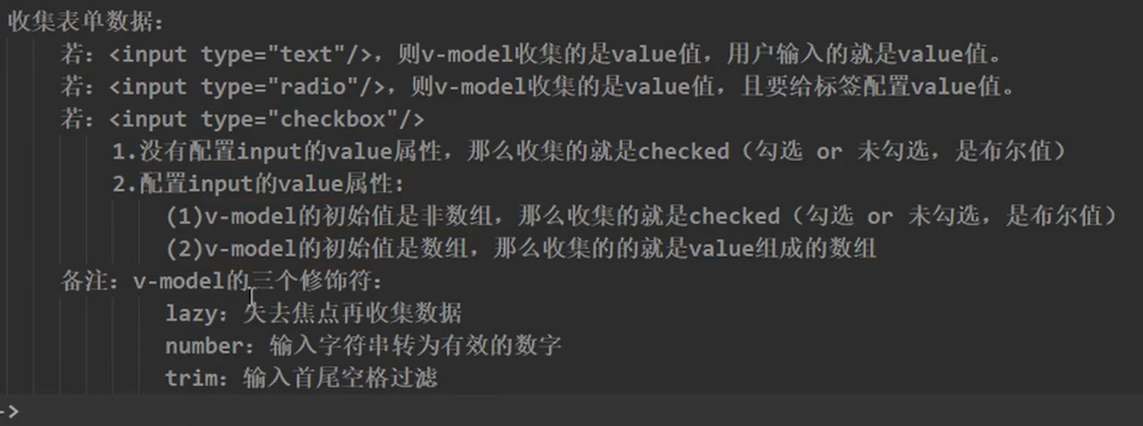 收集表单数据:
若: <input type="text"/>, 则v-model收集的是value值, 用户输入的就是value值。
若: <input type="radio"/>, 则v-model收集的是value值, 且要给标签配置value值。
若: <input type="checkbox"/>
1.没有配置input的value属性, 那么收集的就是checked (勾选 or 未勾选, 是布尔值)
2.配置input的value属性:
(1)v-model的初始值是非数组, 那么收集的就是checked (勾选 or 未勾选, 是布尔值)
(2)v-model的初始值是数组, 那么收集的的就是value组成的数组
备注: v-model的三个修饰符:
lazy: 失去焦点再收集数据
number: 输入字符串转为有效的数字
trim: 输入首尾空格过滤
->